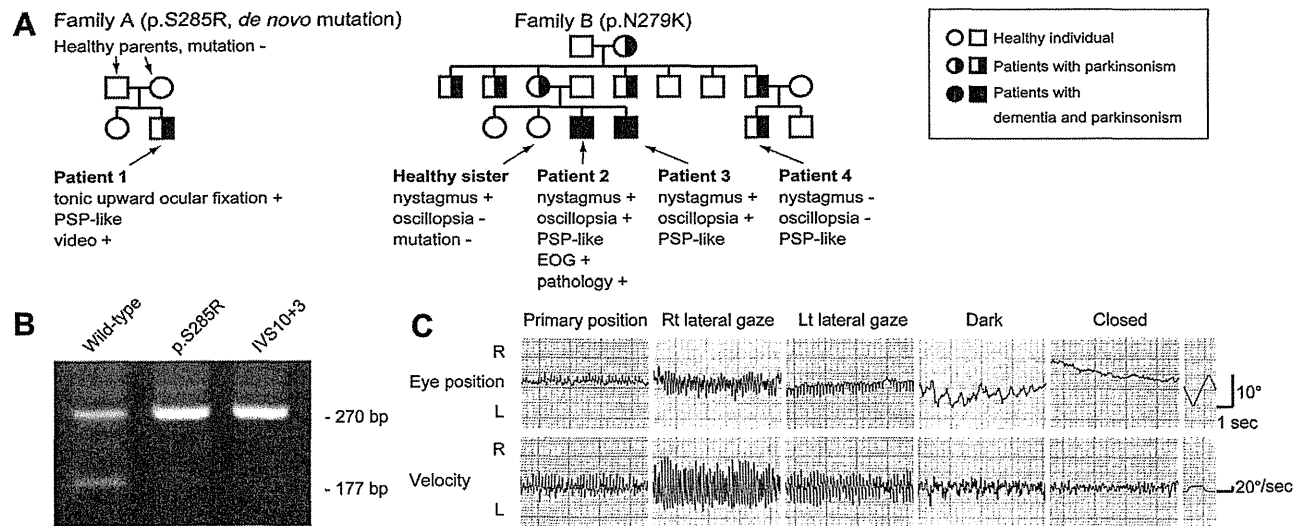 A
Family A (p.S285R, de novo mutation)
Healthy parents, mutation -
Patient 1
tonic upward ocular fixation +
PSP-like
video +
Family B (p.N279K)
Healthy sister
nystagmus +
oscillopsia -
mutation -
Patient 2
nystagmus +
oscillopsia +
PSP-like
EOG +
pathology +
Patient 3
nystagmus +
oscillopsia +
PSP-like
Patient 4
nystagmus -
oscillopsia -
PSP-like
Healthy individual
Patients with parkinsonism
Patients with
dementia and parkinsonism
B
Wild-type
p.S285R
IVS10+3
- 270 bp
- 177 bp
C
Primary position
Rt lateral gaze
Lt lateral gaze
Dark
Closed
R
Eye position
L
10°
1 sec
R
Velocity
L
20°/sec